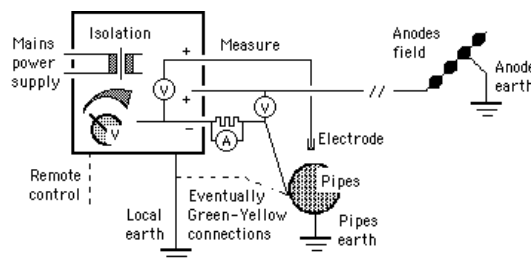 Isolation
Mains
power
supply
+
Measure
V
+
V
V
−
A
//
Anodes
field
Anode
earth
Electrode
Pipes
Remote
control
Local
earth
Eventually
Green-Yellow
connections
Pipes
earth